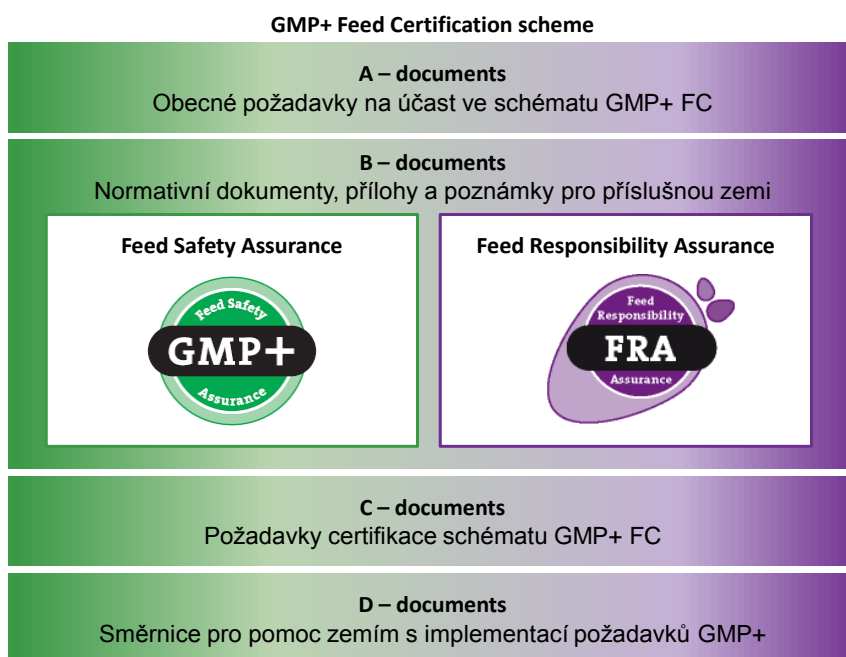 GMP+ Feed Certification scheme
A – documents
Obecné požadavky na účast ve schématu GMP+ FC
B – documents
Normativní dokumenty, přílohy a poznámky pro příslušnou zemi
Feed Safety Assurance
Feed Safety
GMP+
Assurance
Feed Responsibility Assurance
Feed
Responsibility
FRA
Assurance
C – documents
Požadavky certifikace schématu GMP+ FC
D – documents
Směrnice pro pomoc zemím s implementací požadavků GMP+